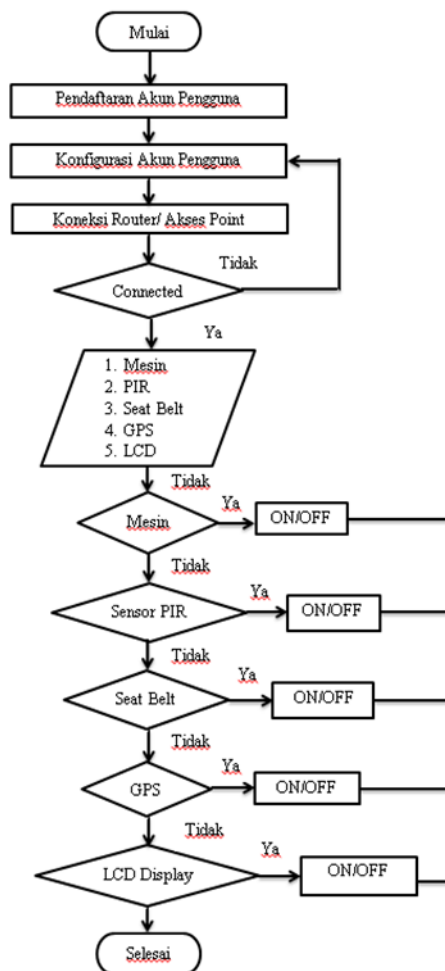 Mulai
Pendaftaran Akun Pengguna
Konfigurasi Akun Pengguna
Koneksi Router/ Akses Point
Tidak
Connected
Ya
1. Mesin
2. PIR
3. Seat Belt
4. GPS
5. LCD
Tidak
Ya
Mesin
ON/OFF
Tidak
Ya
Sensor PIR
ON/OFF
Tidak
Ya
Seat Belt
ON/OFF
Tidak
Ya
GPS
ON/OFF
Tidak
Ya
LCD Display
ON/OFF
Selesai